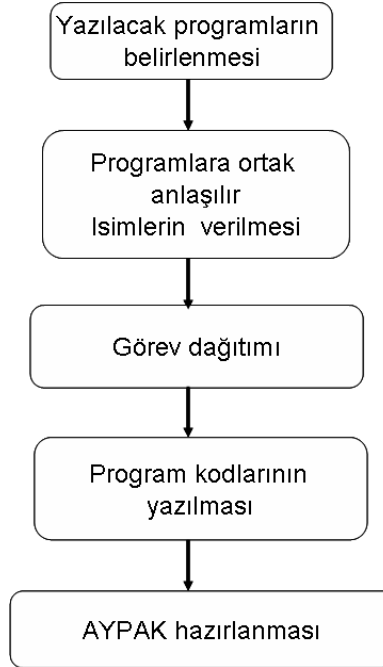 Yazılacak programların
belirlenmesi
Programlara ortak
anlaşılır
Isimlerin verilmesi
Görev dağıtımı
Program kodlarının
yazılması
AYPAK hazırlanması